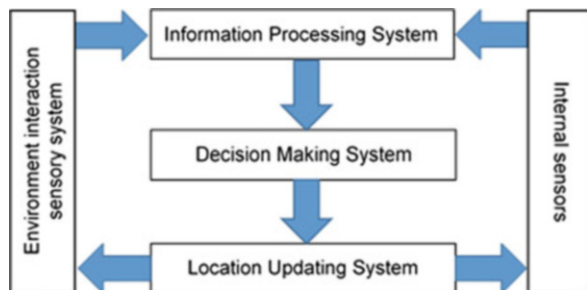 Environment interaction
sensory system
Information Processing System
Decision Making System
Location Updating System
Internal sensors